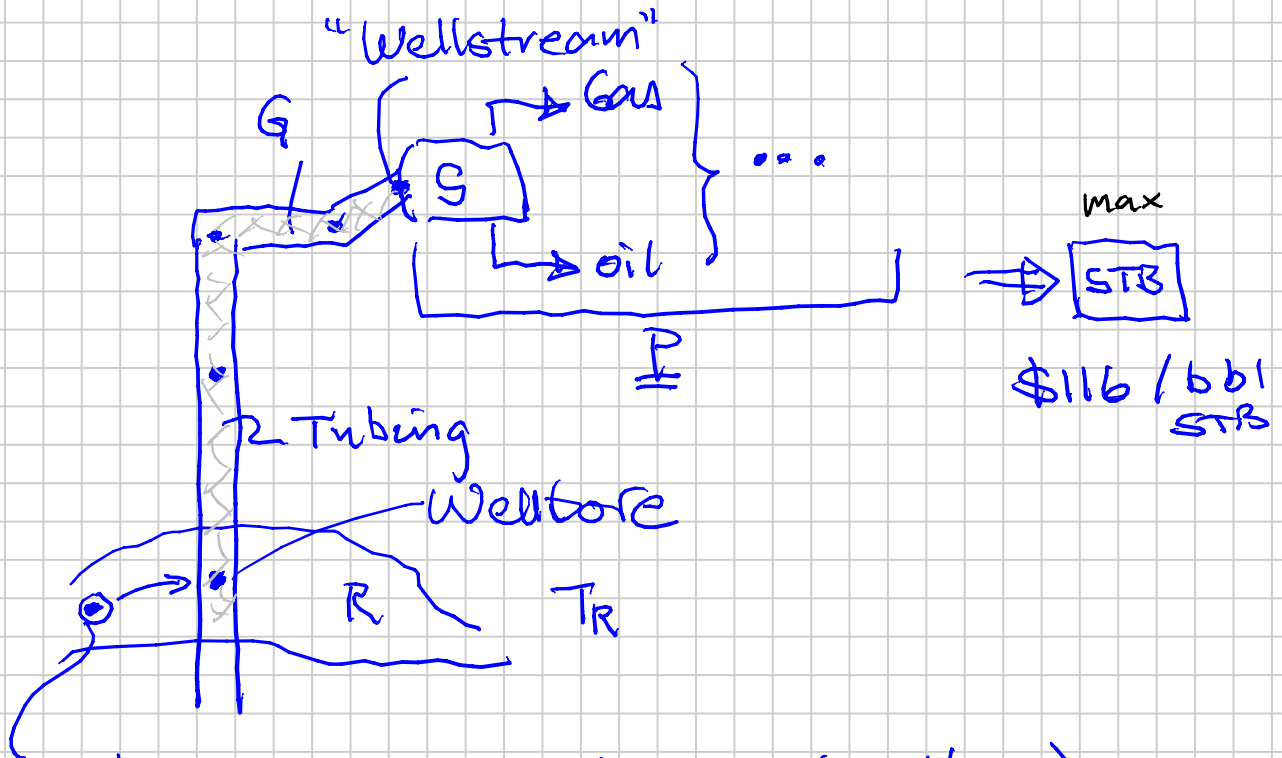 "Wellstream"
G
Gas
S
...
max
oil
STB
P
$116 / bbl
STB
Tubing
Wellbore
R
TR